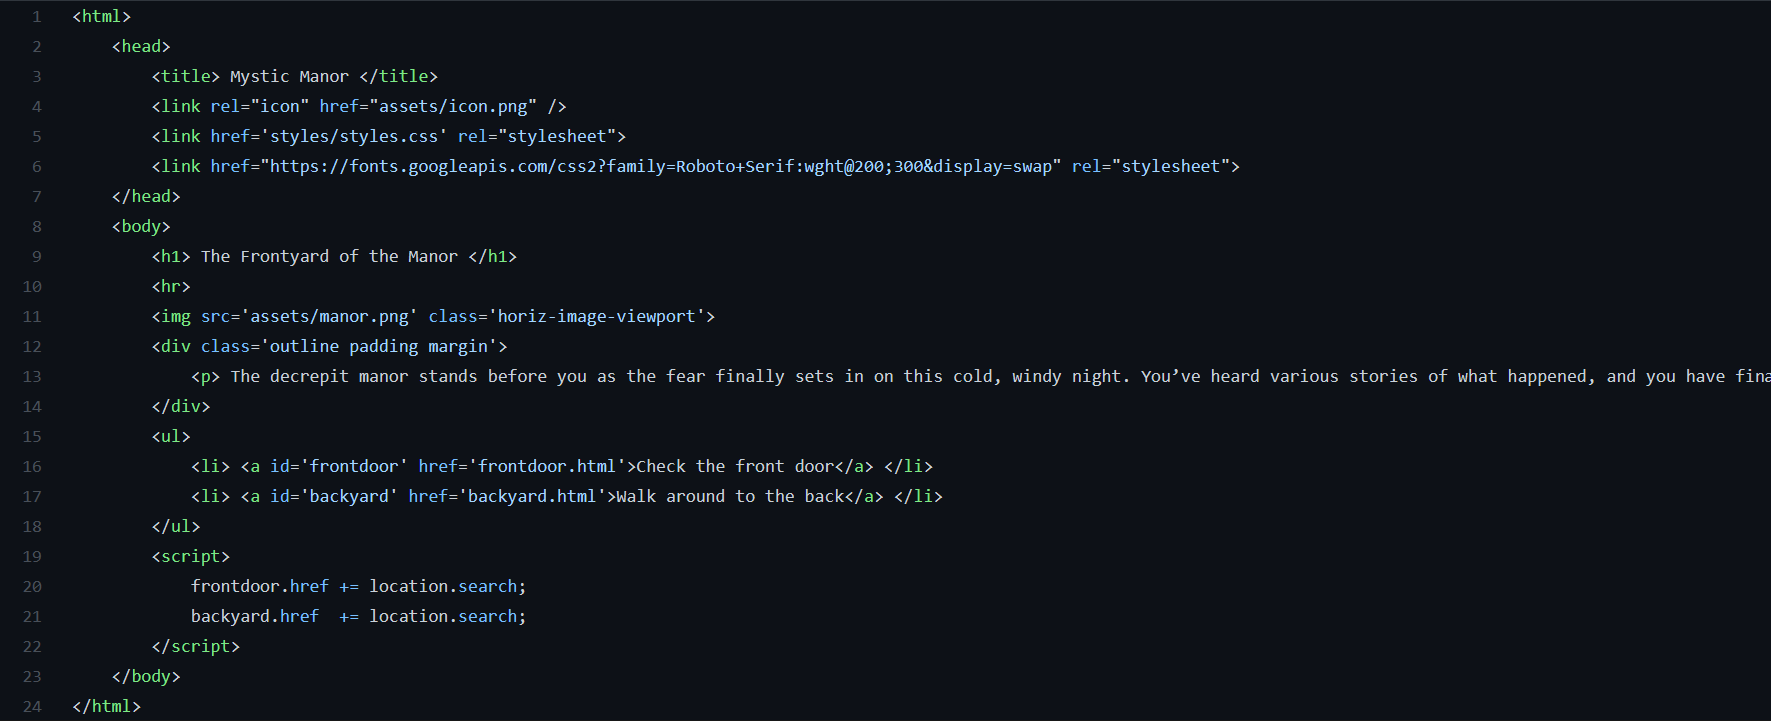 1 <html>
2 <head>
3 <title> Mystic Manor </title>
4 <link rel="icon" href="assets/icon.png" />
5 <link href='styles/styles.css' rel="stylesheet">
6 <link href="https://fonts.googleapis.com/css2?family=Roboto+Serif:wght@200;300&display=swap" rel="stylesheet">
7 </head>
8 <body>
9 <h1> The Frontyard of the Manor </h1>
10 <hr>
11 <img src='assets/manor.png' class='horiz-image-viewport'>
12 <div class='outline padding margin'>
13 <p> The decrepit manor stands before you as the fear finally sets in on this cold, windy night. You’ve heard various stories of what happened, and you have fina
14 </div>
15 <ul>
16 <li> <a id='frontdoor' href='frontdoor.html'>Check the front door</a> </li>
17 <li> <a id='backyard' href='backyard.html'>Walk around to the back</a> </li>
18 </ul>
19 <script>
20 frontdoor.href += location.search;
21 backyard.href  += location.search;
22 </script>
23 </body>
24 </html>